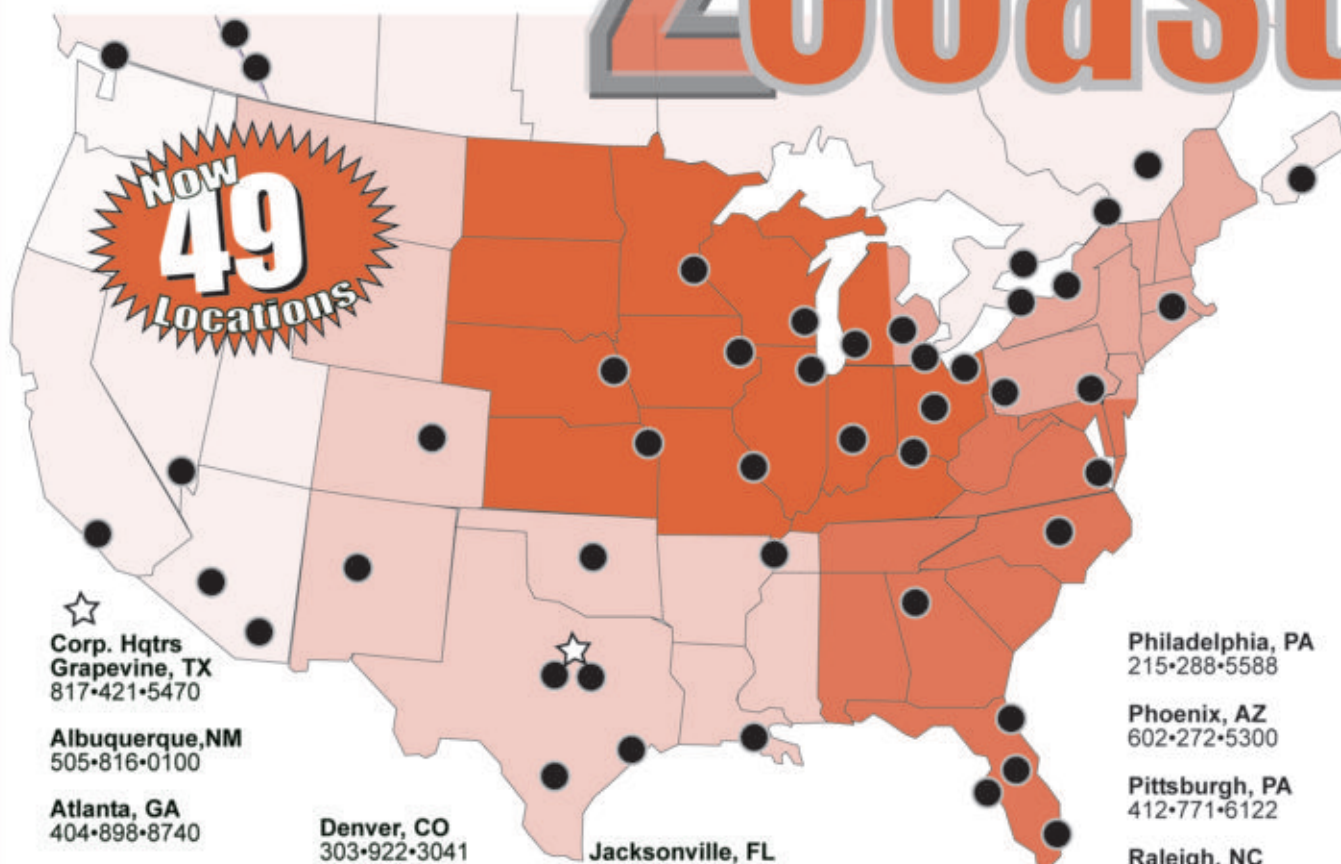 Now
49
Locations
Corp. Hqtrs
Grapevine, TX
817•421•5470
Albuquerque,NM
505•816•0100
Atlanta, GA
404•898•8740
Denver, CO
303•922•3041
Jacksonville, FL
Philadelphia, PA
215•288•5588
Phoenix, AZ
602•272•5300
Pittsburgh, PA
412•771•6122
Raleigh, NC